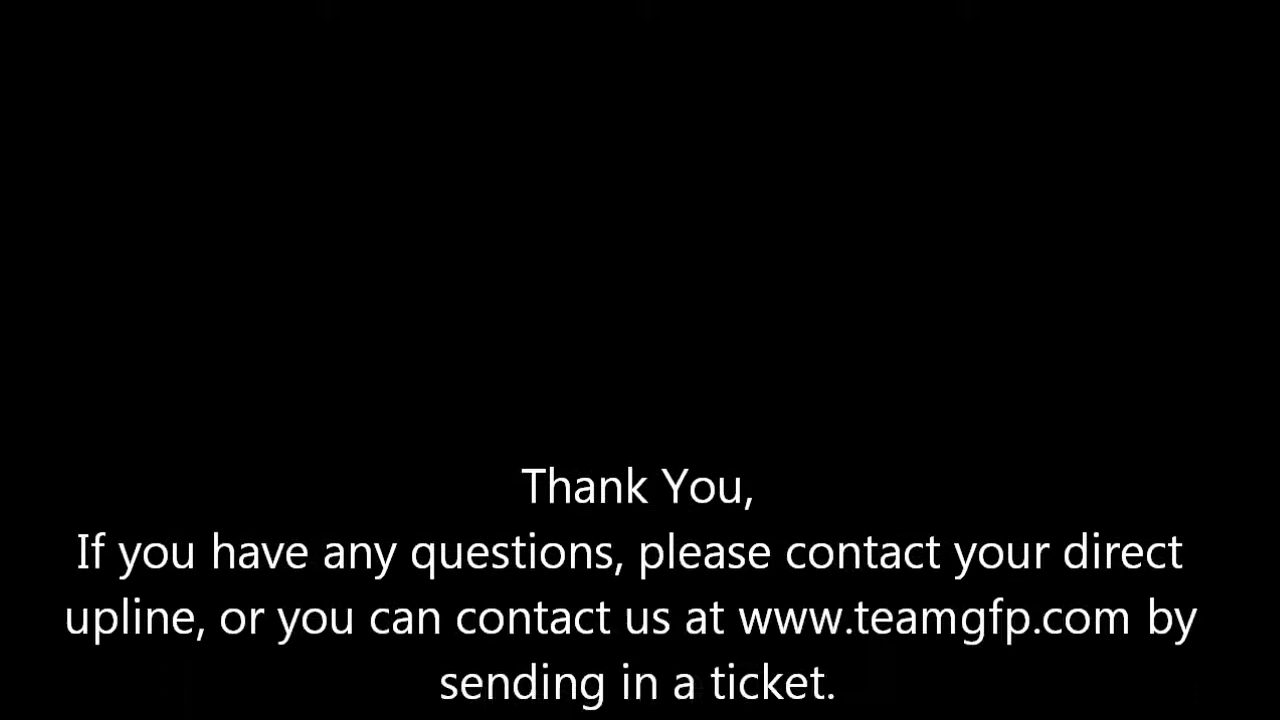 Thank You,
If you have any questions, please contact your direct
upline, or you can contact us at www.teamgfp.com by
sending in a ticket.